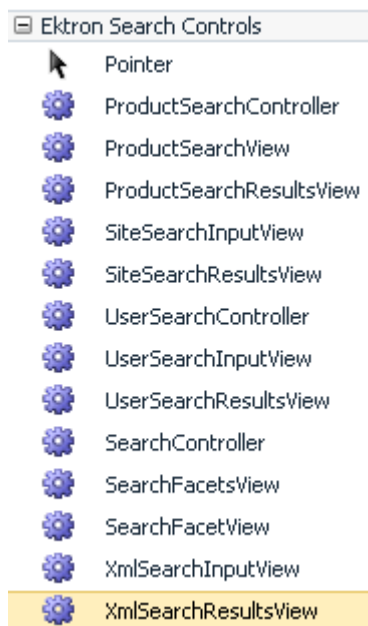 Ektron Search Controls
Pointer
ProductSearchController
ProductSearchView
ProductSearchResultsView
SiteSearchInputView
SiteSearchResultsView
UserSearchController
UserSearchInputView
UserSearchResultsView
SearchController
SearchFacetsView
SearchFacetView
XmlSearchInputView
XmlSearchResultsView